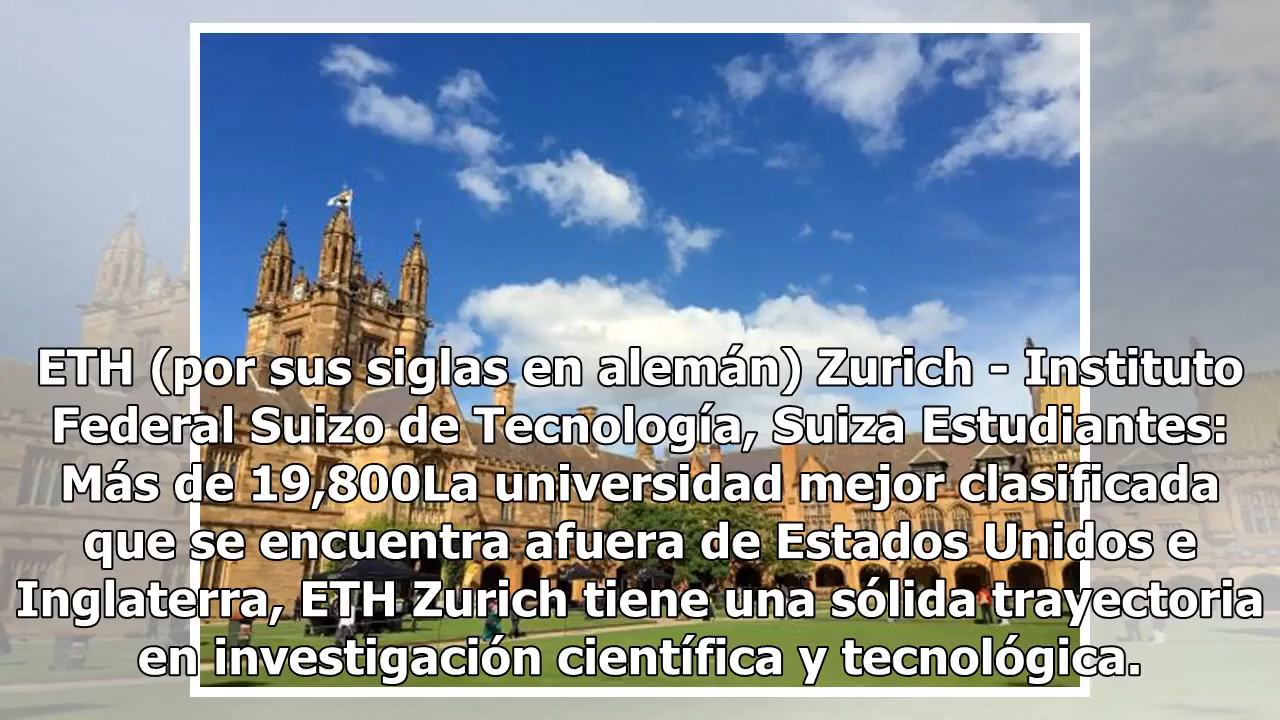 ETH (por sus siglas en alemán) Zurich - Instituto
Federal Suizo de Tecnología, Suiza Estudiantes:
Más de 19,800La universidad mejor clasificada
que se encuentra afuera de Estados Unidos e
Inglaterra, ETH Zurich tiene una sólida trayectoria
en investigación científica y tecnológica.